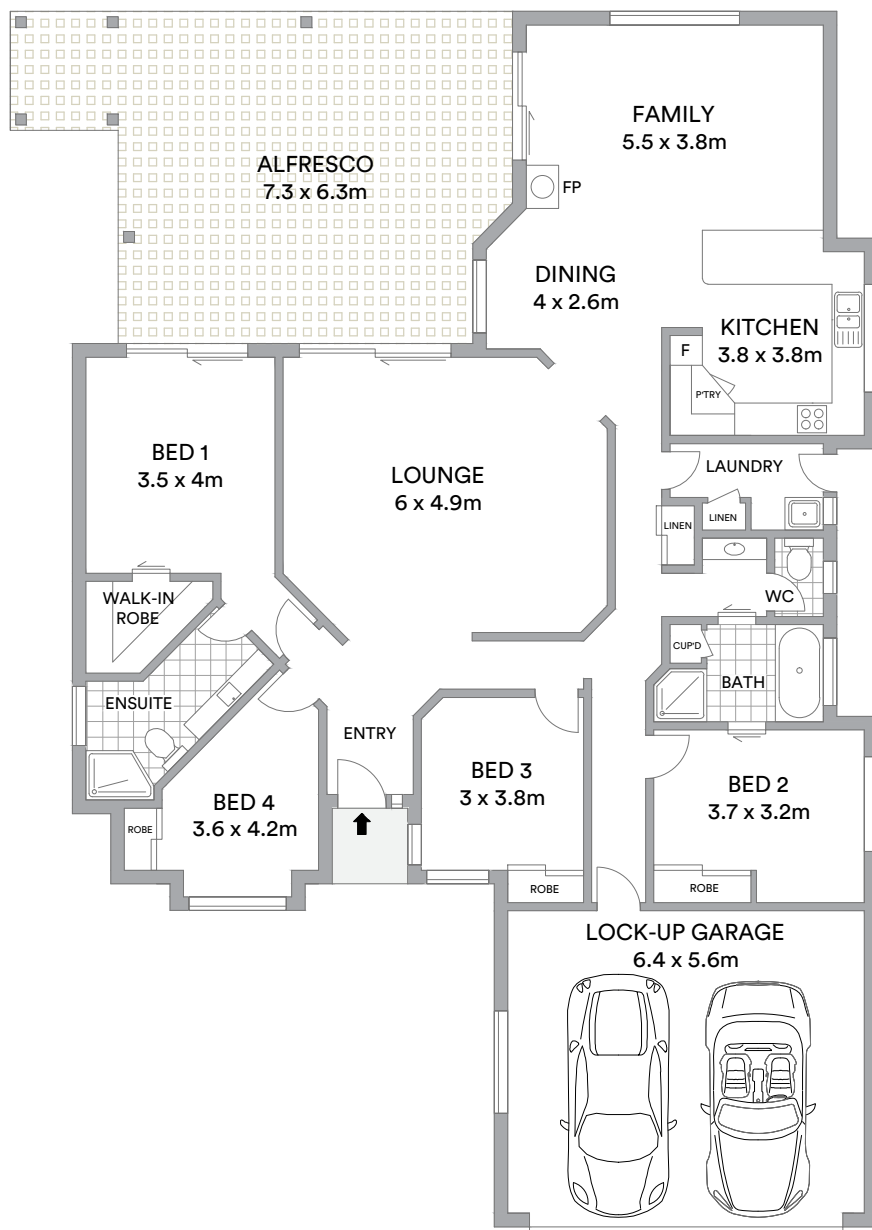 FAMILY
5.5 x 3.8m
ALFRESCO
7.3 x 6.3m
FP
DINING
4 x 2.6m
KITCHEN
3.8 x 3.8m
F
P'TRY
BED 1
3.5 x 4m
LOUNGE
6 x 4.9m
LAUNDRY
LINEN
LINEN
WALK-IN
ROBE
WC
CUP'D
BATH
ENSUITE
ENTRY
BED 3
3 x 3.8m
BED 2
3.7 x 3.2m
BED 4
3.6 x 4.2m
ROBE
ROBE
ROBE
LOCK-UP GARAGE
6.4 x 5.6m